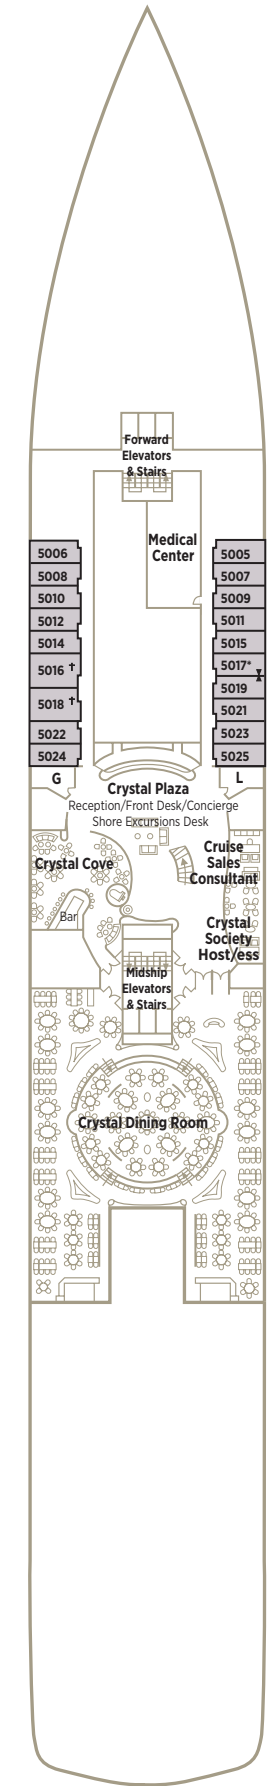 Forward
Elevators
& Stairs
Medical
Center
5006
5008
5010
5012
5014
5016 †
5018 †
5022
5024
5005
5007
5009
5011
5015
5017*
5019
5021
5023
5025
G
L
Crystal Plaza
Reception/Front Desk/Concierge
Shore Excursions Desk
Crystal Cove
Bar
Cruise
Sales
Consultant
Crystal
Society
Host/ess
Midship
Elevators
& Stairs
Crystal Dining Room